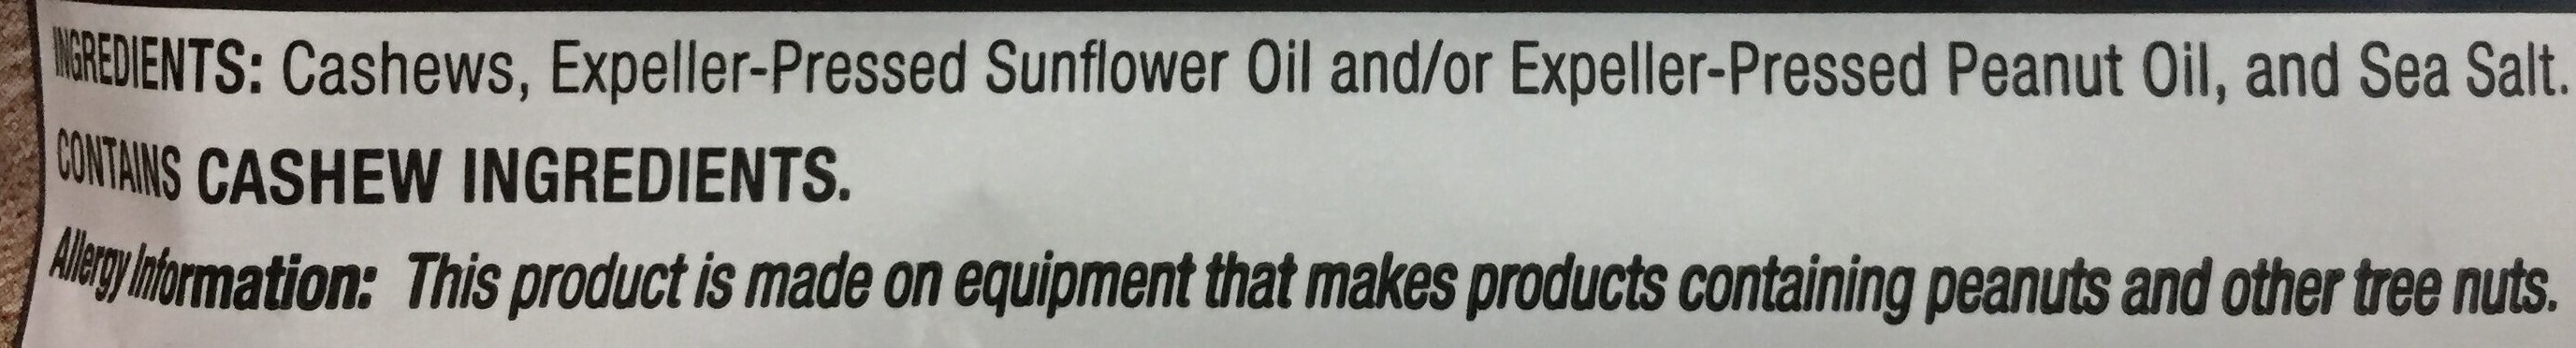 INGREDIENTS: Cashews, Expeller-Pressed Sunflower Oil and/or Expeller-Pressed Peanut Oil, and Sea Salt.
CONTAINS CASHEW INGREDIENTS.
Allergy Information: This product is made on equipment that makes products containing peanuts and other tree nuts.